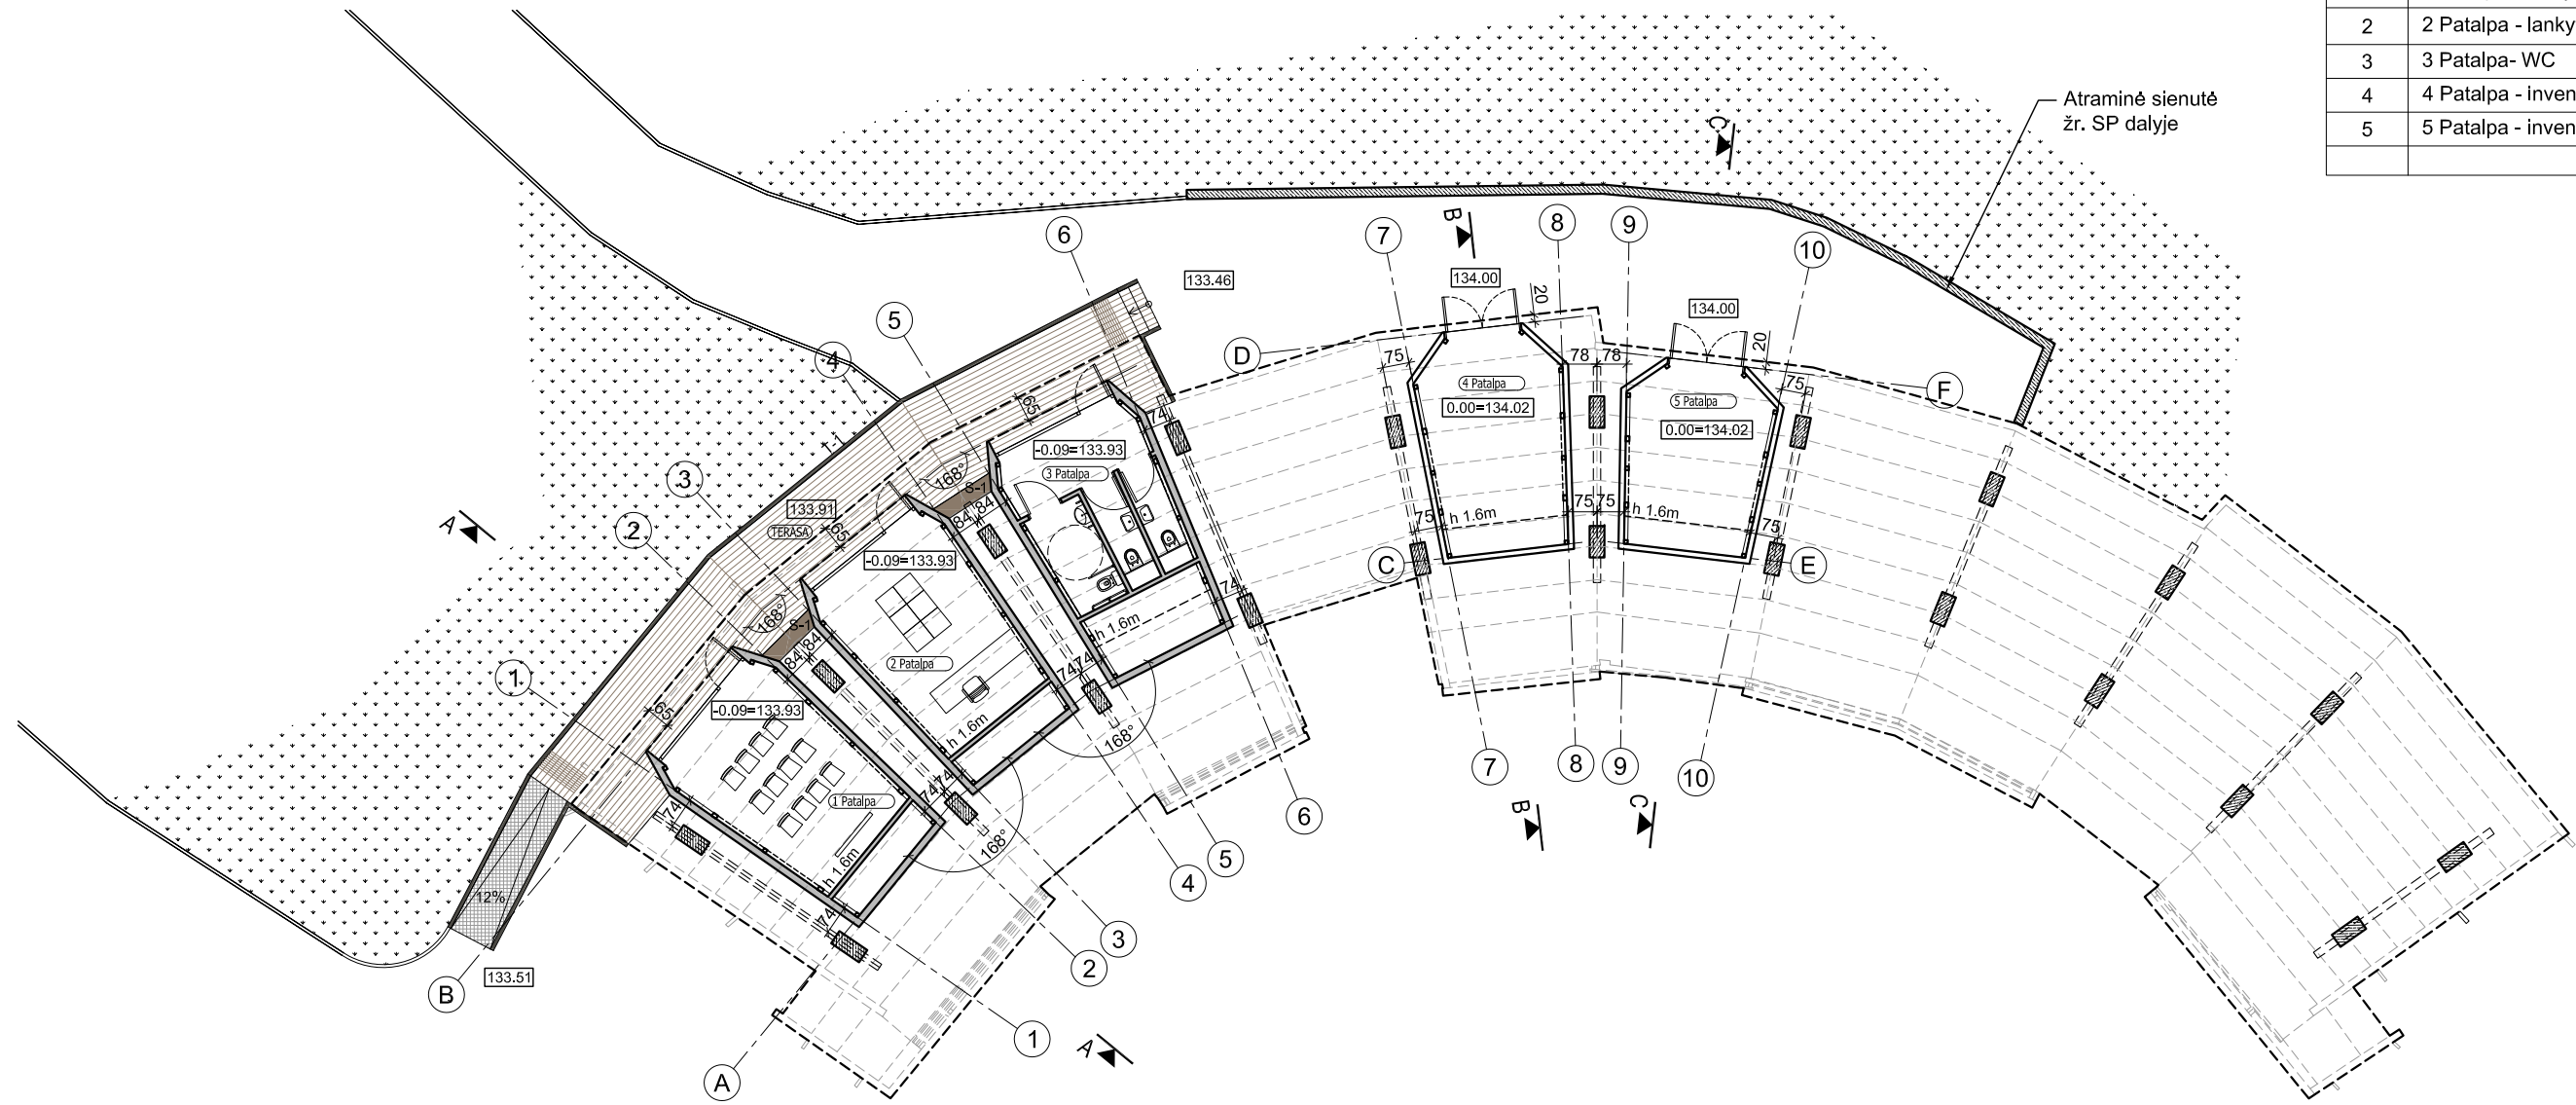 2 2 Patalpa - lanky
3 3 Patalpa- WC
4 4 Patalpa - inven
5 5 Patalpa - inven
Atraminė sienutė
žr. SP dalyje
C
B
6
7
8
9
10
133.46
134.00
20
134.00
20
5
D
75
78 78
4
4 Patalpa
0.00=134.02
5 Patalpa
75
F
0.00=134.02
65
74
-0.09=133.93
3 Patalpa
T-1
168°
S-1
3
A
133.91
TERASA
65
84 84
2
-0.09=133.93
75
h 1.6m
75 75
h 1.6m
75
C
E
168°
S-1
84 84
2 Patalpa
74
h 1.6m
74 74
1
65
-0.09=133.93
h 1.6m
168°
7
8
9
10
74
1 Patalpa
74 74
h 1.6m
168°
6
B
C
5
4
12%
74
3
2
B
133.51
1
A
A